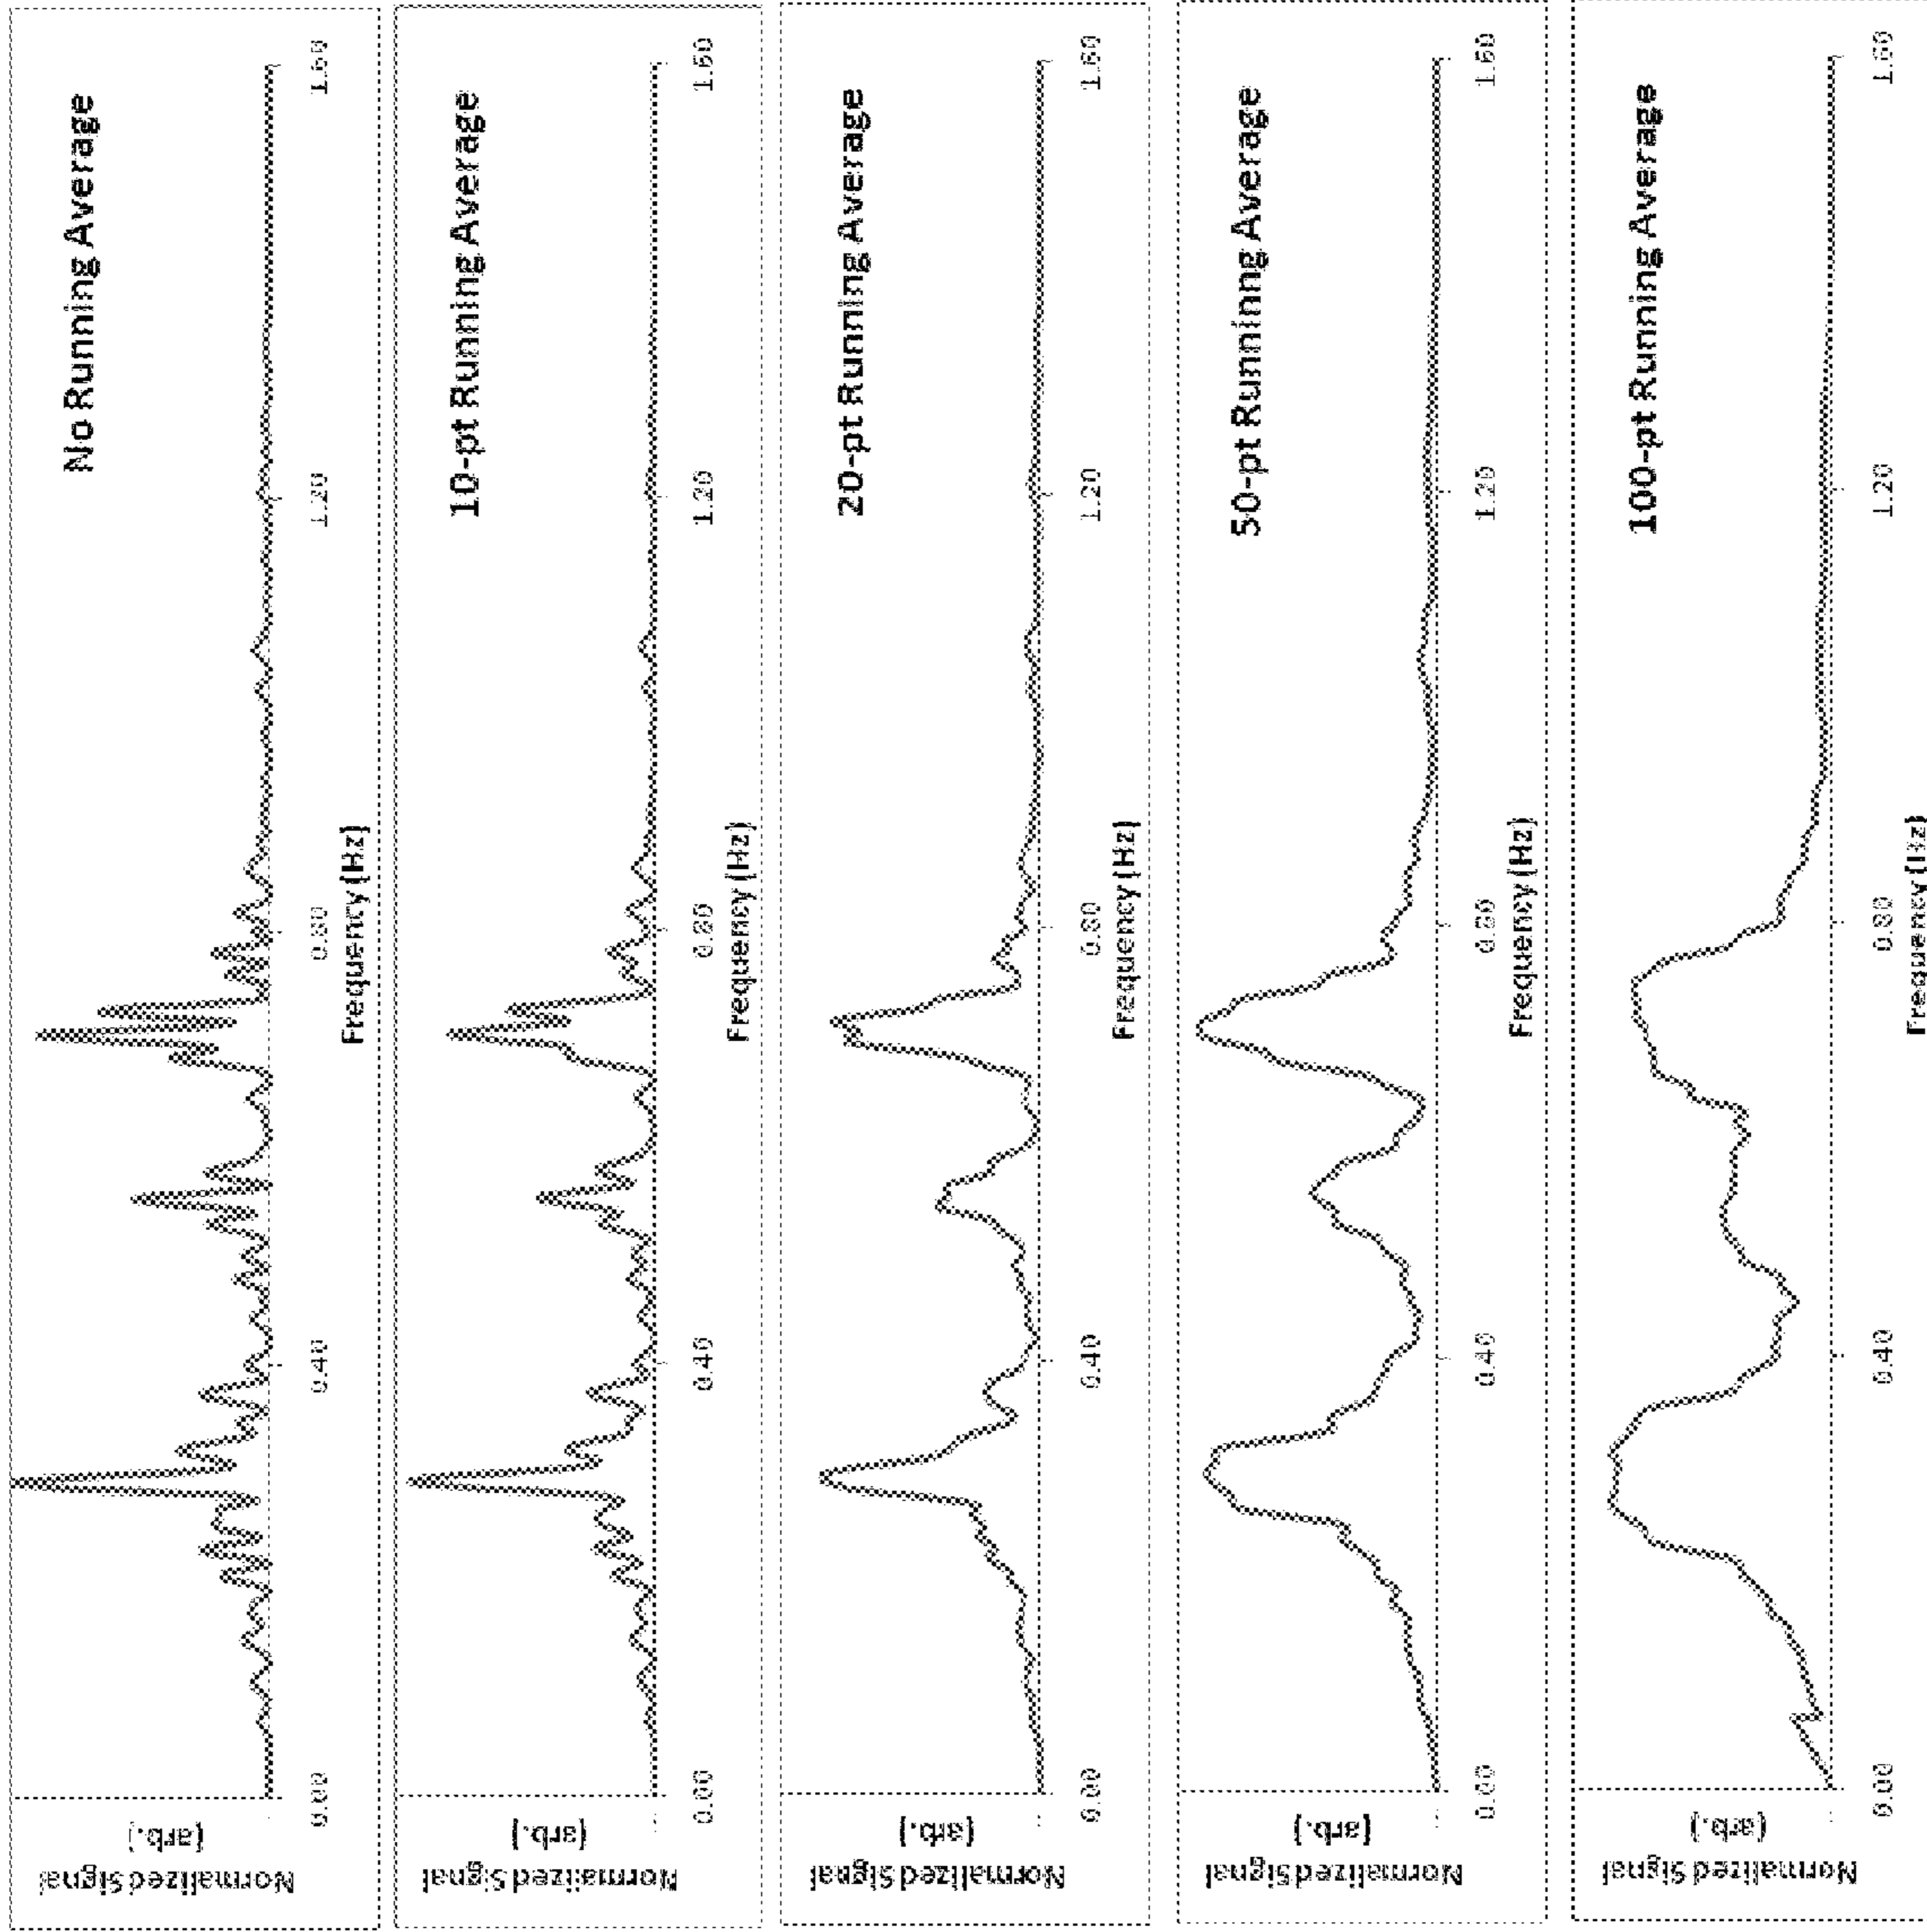 No Running Average
Normalized Signal
(arb.)
0.00
0.40
0.80
1.20
1.60
Frequency (Hz)
10-pt Running Average
Normalized Signal
(arb.)
0.00
0.40
0.80
1.20
1.60
Frequency (Hz)
20-pt Running Average
Normalized Signal
(arb.)
0.00
0.40
0.80
1.20
1.60
Frequency (Hz)
50-pt Running Average
Normalized Signal
(arb.)
0.00
0.40
0.80
1.20
1.60
Frequency (Hz)
100-pt Running Average
Normalized Signal
(arb.)
0.00
0.40
0.80
1.20
1.60
Frequency (Hz)